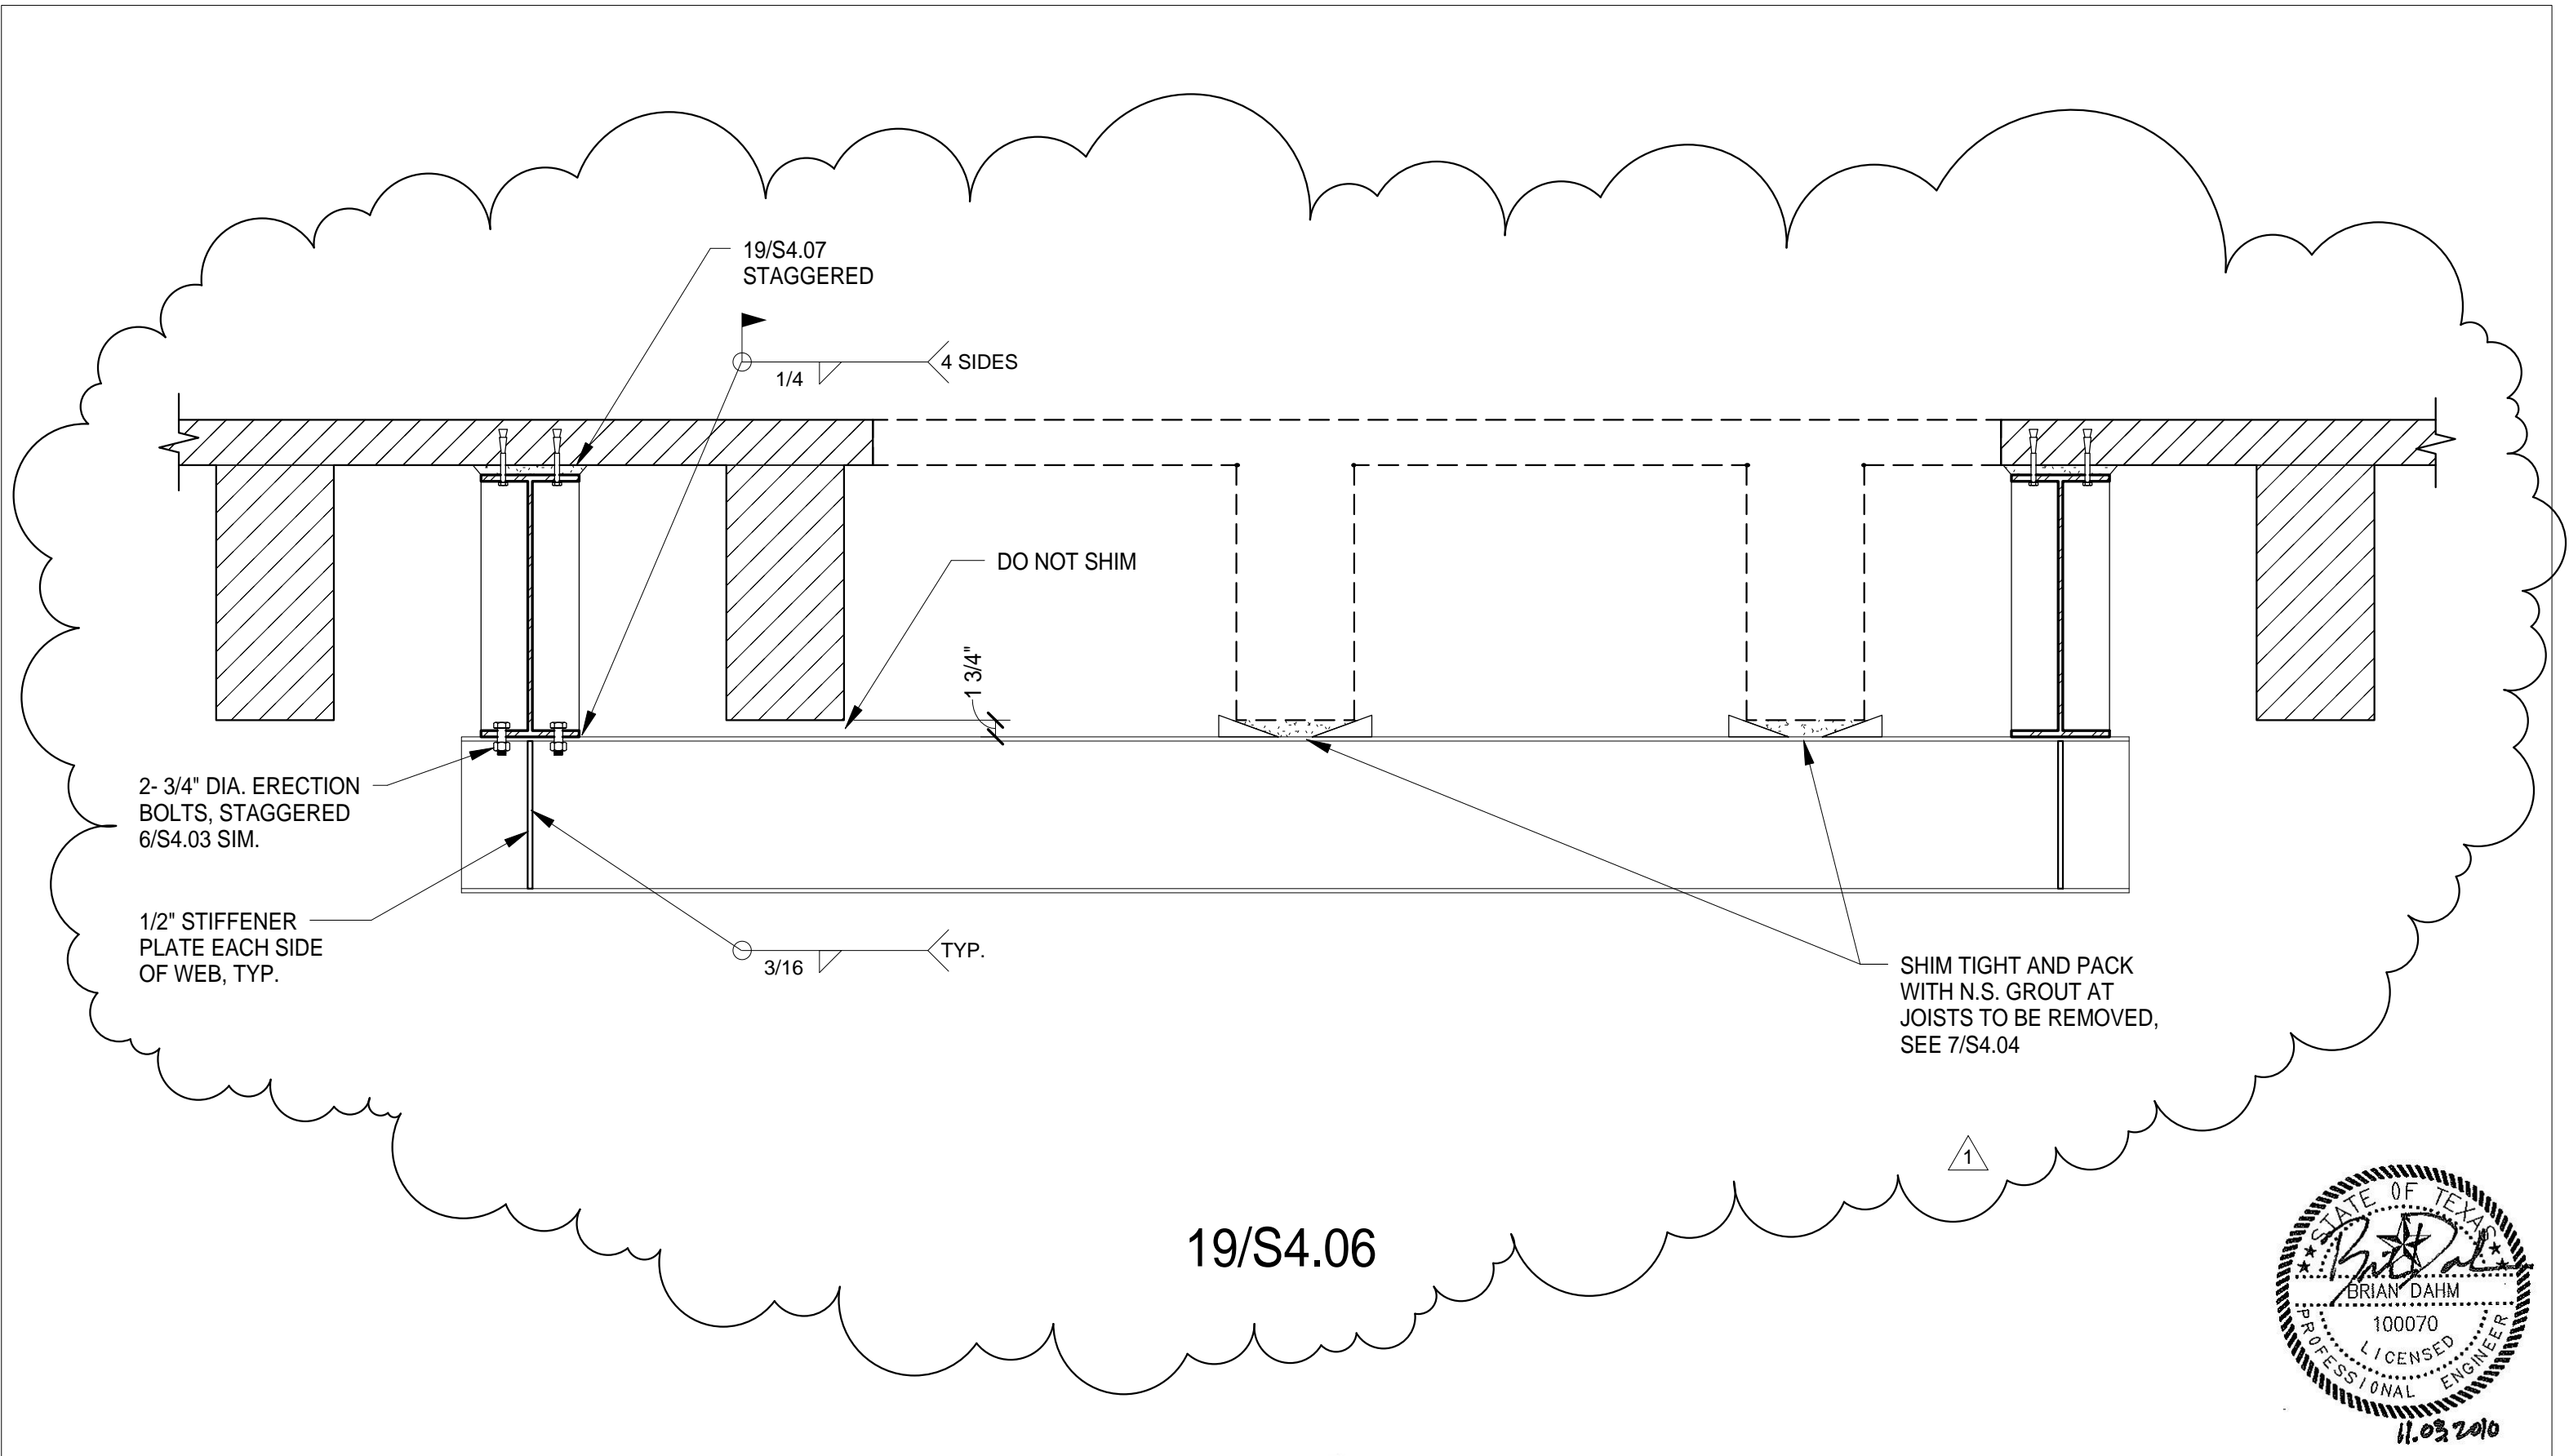 19/S4.07
STAGGERED
1/4
4 SIDES
DO NOT SHIM
1 3/4"
2- 3/4" DIA. ERECTION
BOLTS, STAGGERED
6/S4.03 SIM.
1/2" STIFFENER
PLATE EACH SIDE
OF WEB, TYP.
3/16
TYP.
SHIM TIGHT AND PACK
WITH N.S. GROUT AT
JOISTS TO BE REMOVED,
SEE 7/S4.04
1
19/S4.06
STATE OF TEXAS
BRIAN DAHM
100070
LICENSED
PROFESSIONAL ENGINEER
11.03.2010